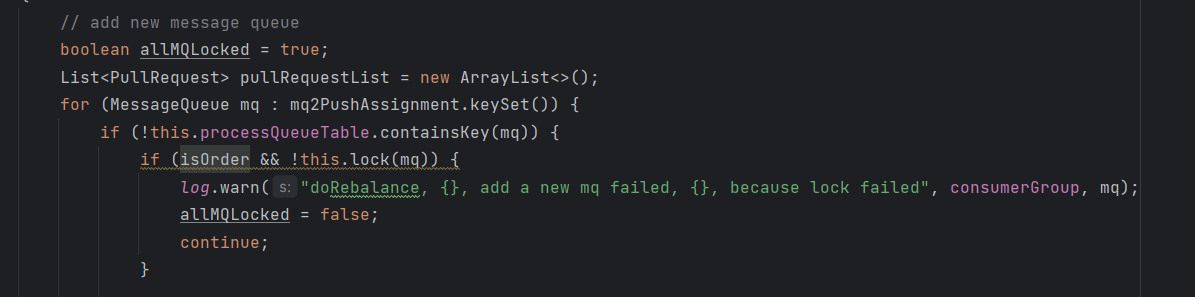 // add new message queue
boolean allMQLocked = true;
List<PullRequest> pullRequestList = new ArrayList<>();
for (MessageQueue mq : mq2PushAssignment.keySet()) {
if (!this.processQueueTable.containsKey(mq)) {
if (isOrder && !this.lock(mq)) {
log.warn( s: "doRebalance, {}, add a new mq failed, {}, because lock failed", consumerGroup, mq);
allMQLocked = false;
continue;
}